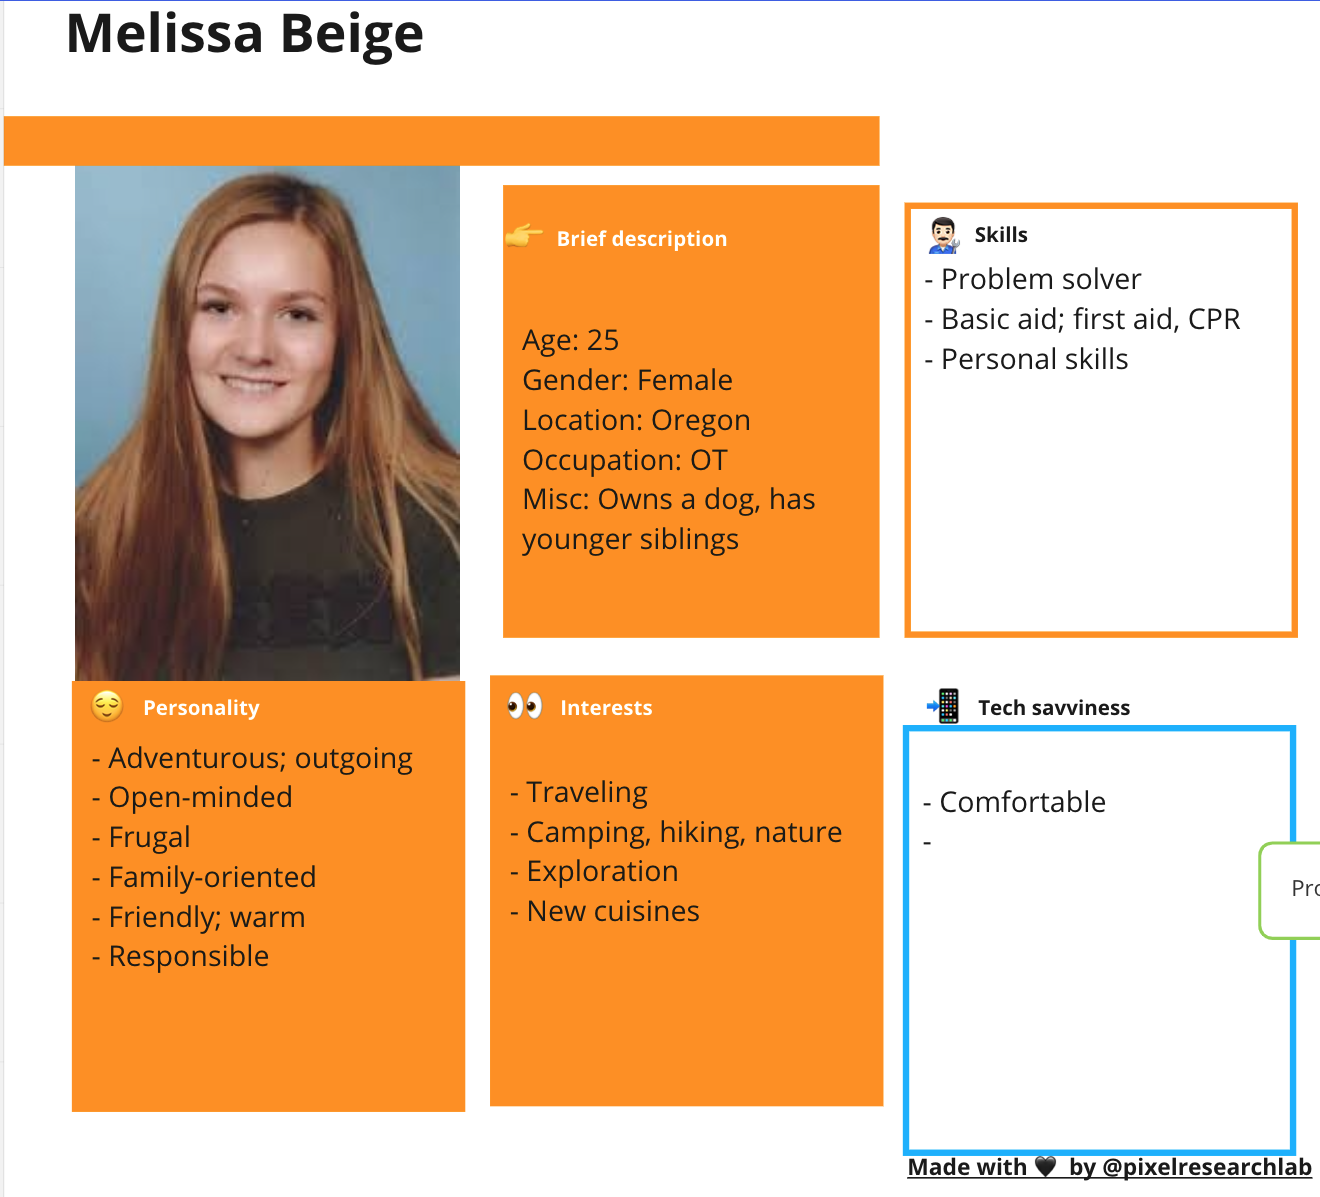 Melissa Beige
Brief description
Age: 25
Gender: Female
Location: Oregon
Occupation: OT
Misc: Owns a dog, has
younger siblings
Skills
- Problem solver
- Basic aid; first aid, CPR
- Personal skills
Personality
- Adventurous; outgoing
- Open-minded
- Frugal
- Family-oriented
- Friendly; warm
- Responsible
Interests
- Traveling
- Camping, hiking, nature
- Exploration
- New cuisines
Tech savviness
- Comfortable
-
Made with 🖤 by @pixelresearchlab